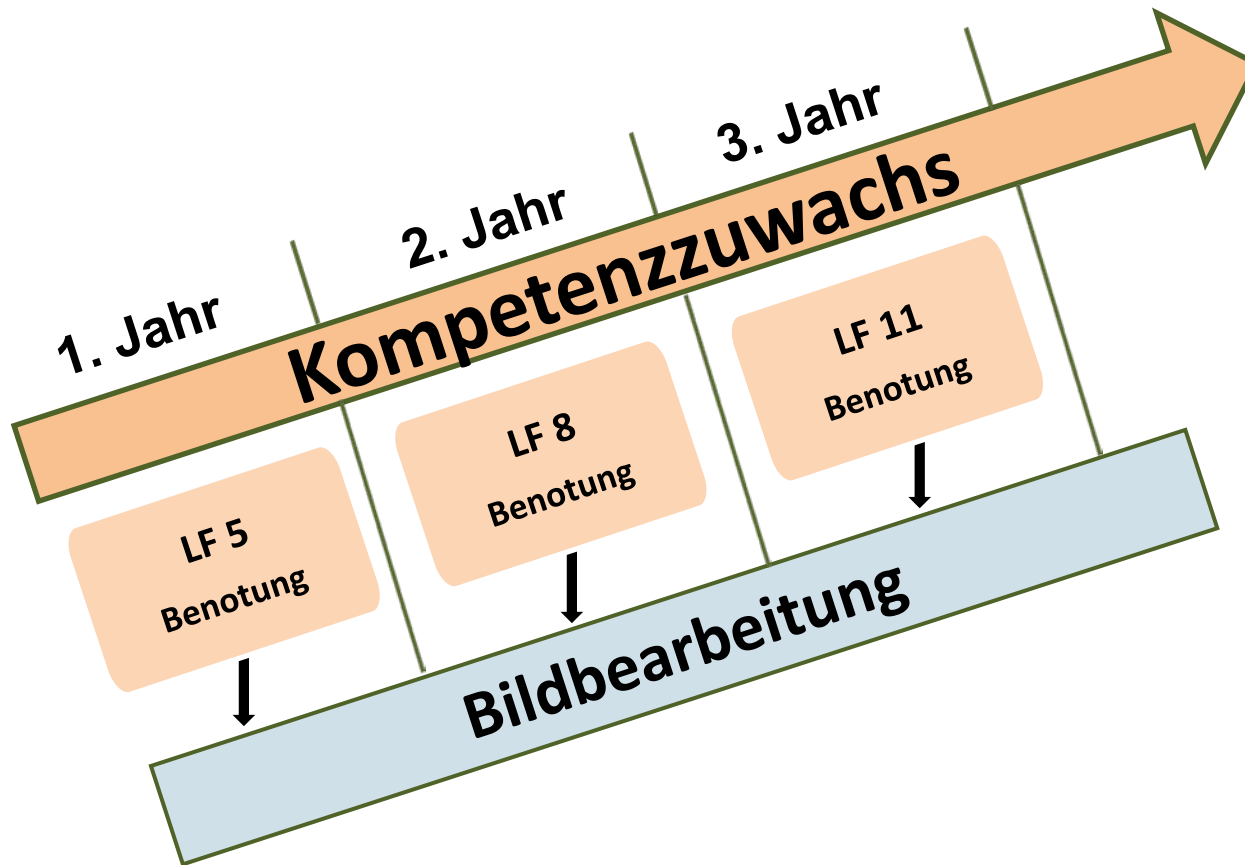 1. Jahr
2. Jahr
3. Jahr
Kompetenzzuwachs
LF 5
Benotung
LF 8
Benotung
LF 11
Benotung
Bildbearbeitung